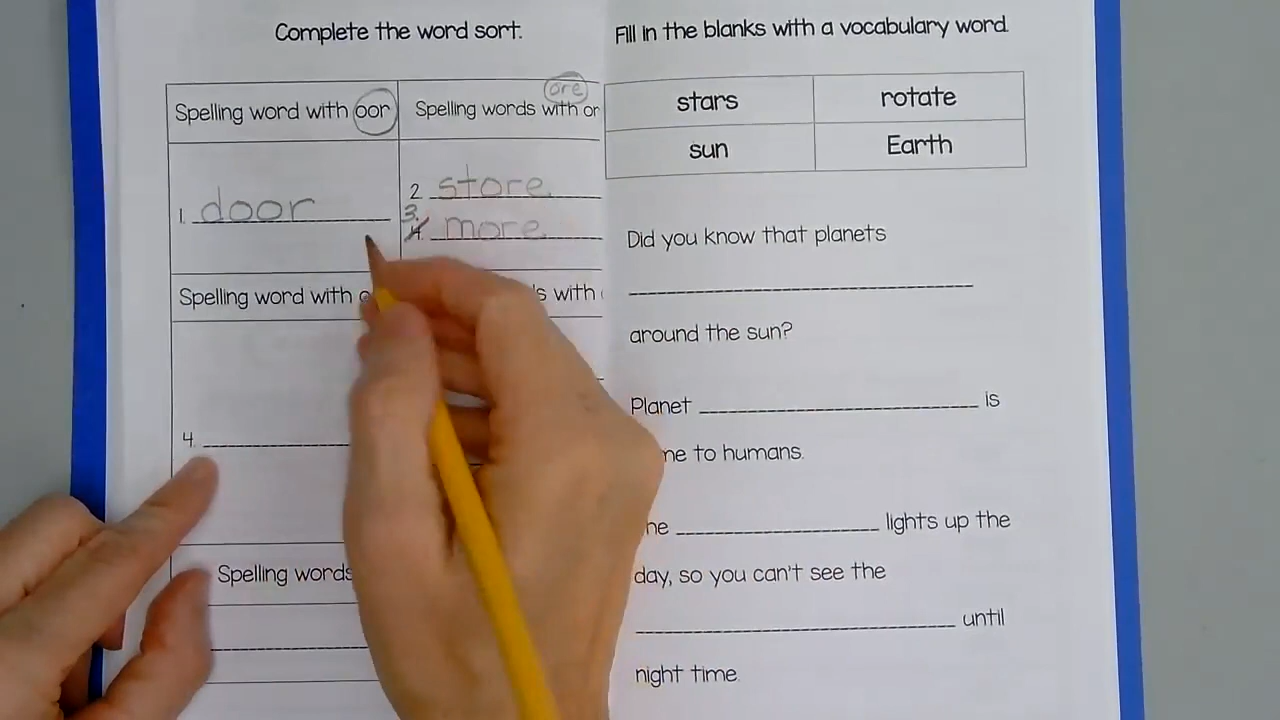 Complete the word sort.
Spelling word with oor
ore
Spelling words with or
1. door
2. store
3.
4. more
Spelling word with
s with
4.
Spelling words
Fill in the blanks with a vocabulary word.
stars rotate
sun Earth
Did you know that planets
around the sun?
Planet is
me to humans.
lights up the
day, so you can't see the
until
night time.